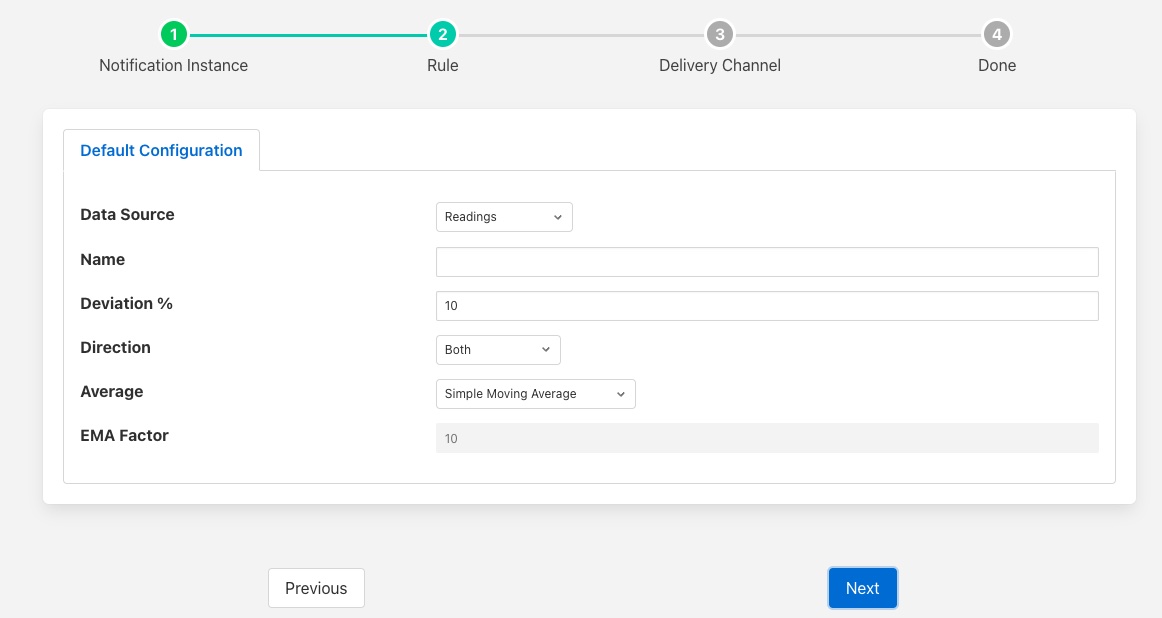 1 2 3 4
Notification Instance Rule Delivery Channel Done
Default Configuration
Data Source Readings
Name
Deviation % 10
Direction Both
Average Simple Moving Average
EMA Factor 10
Previous Next